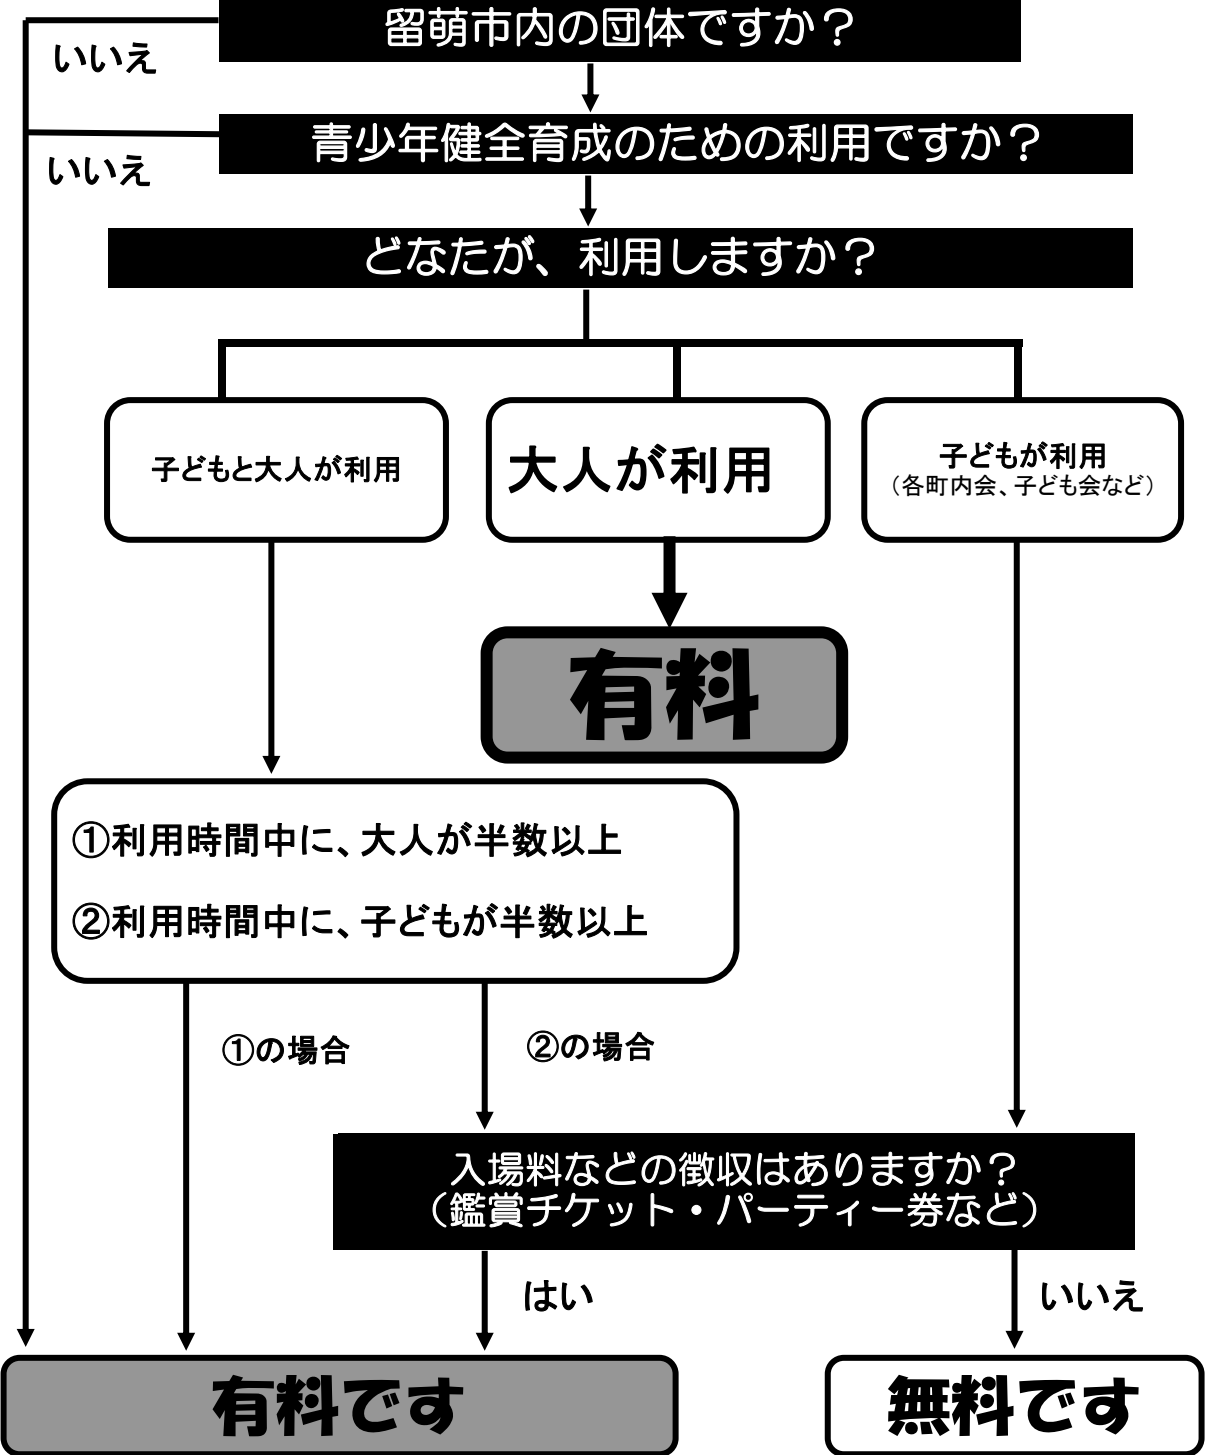 留萌市内の団体ですか？
いいえ
青少年健全育成のための利用ですか？
いいえ
どなたが、利用しますか？
子どもと大人が利用
大人が利用
子どもが利用
（各町内会、子ども会など）
有料
①利用時間中に、大人が半数以上
②利用時間中に、子どもが半数以上
①の場合
②の場合
入場料などの徴収はありますか？
（鑑賞チケット・パーティー券など）
はい
いいえ
有料です
無料です